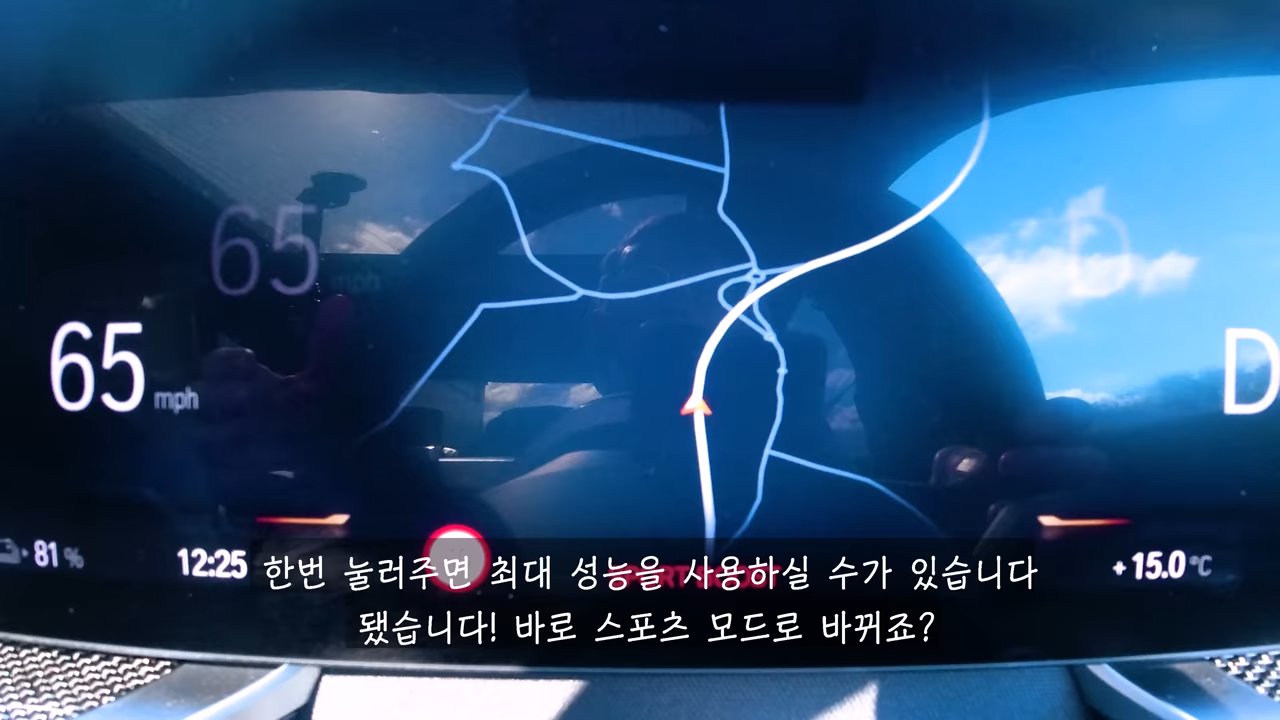 65 mph
65 mph
D
D
81 %
12:25
+15.0 °C
한번 눌러주면 최대 성능을 사용하실 수가 있습니다
됐습니다! 바로 스포츠 모드로 바뀌죠?